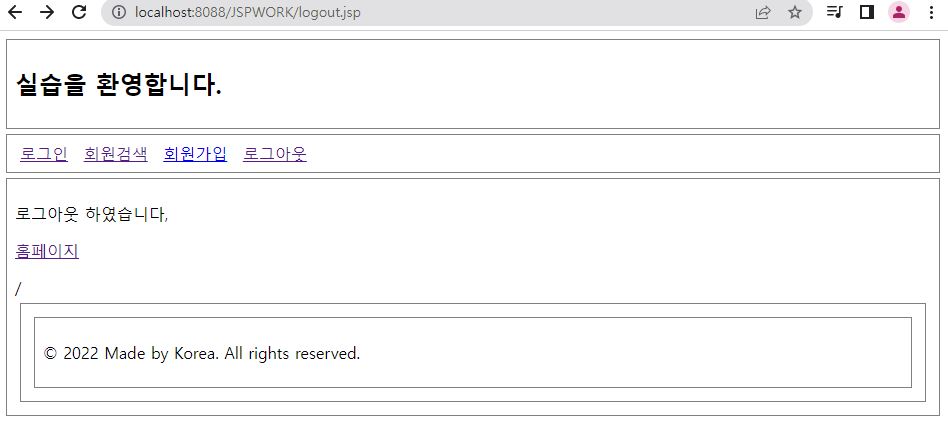 localhost:8088/JSPWORK/logout.jsp
실습을 환영합니다.
로그인 회원검색 회원가입 로그아웃
로그아웃 하였습니다,
홈페이지
/
© 2022 Made by Korea. All rights reserved.